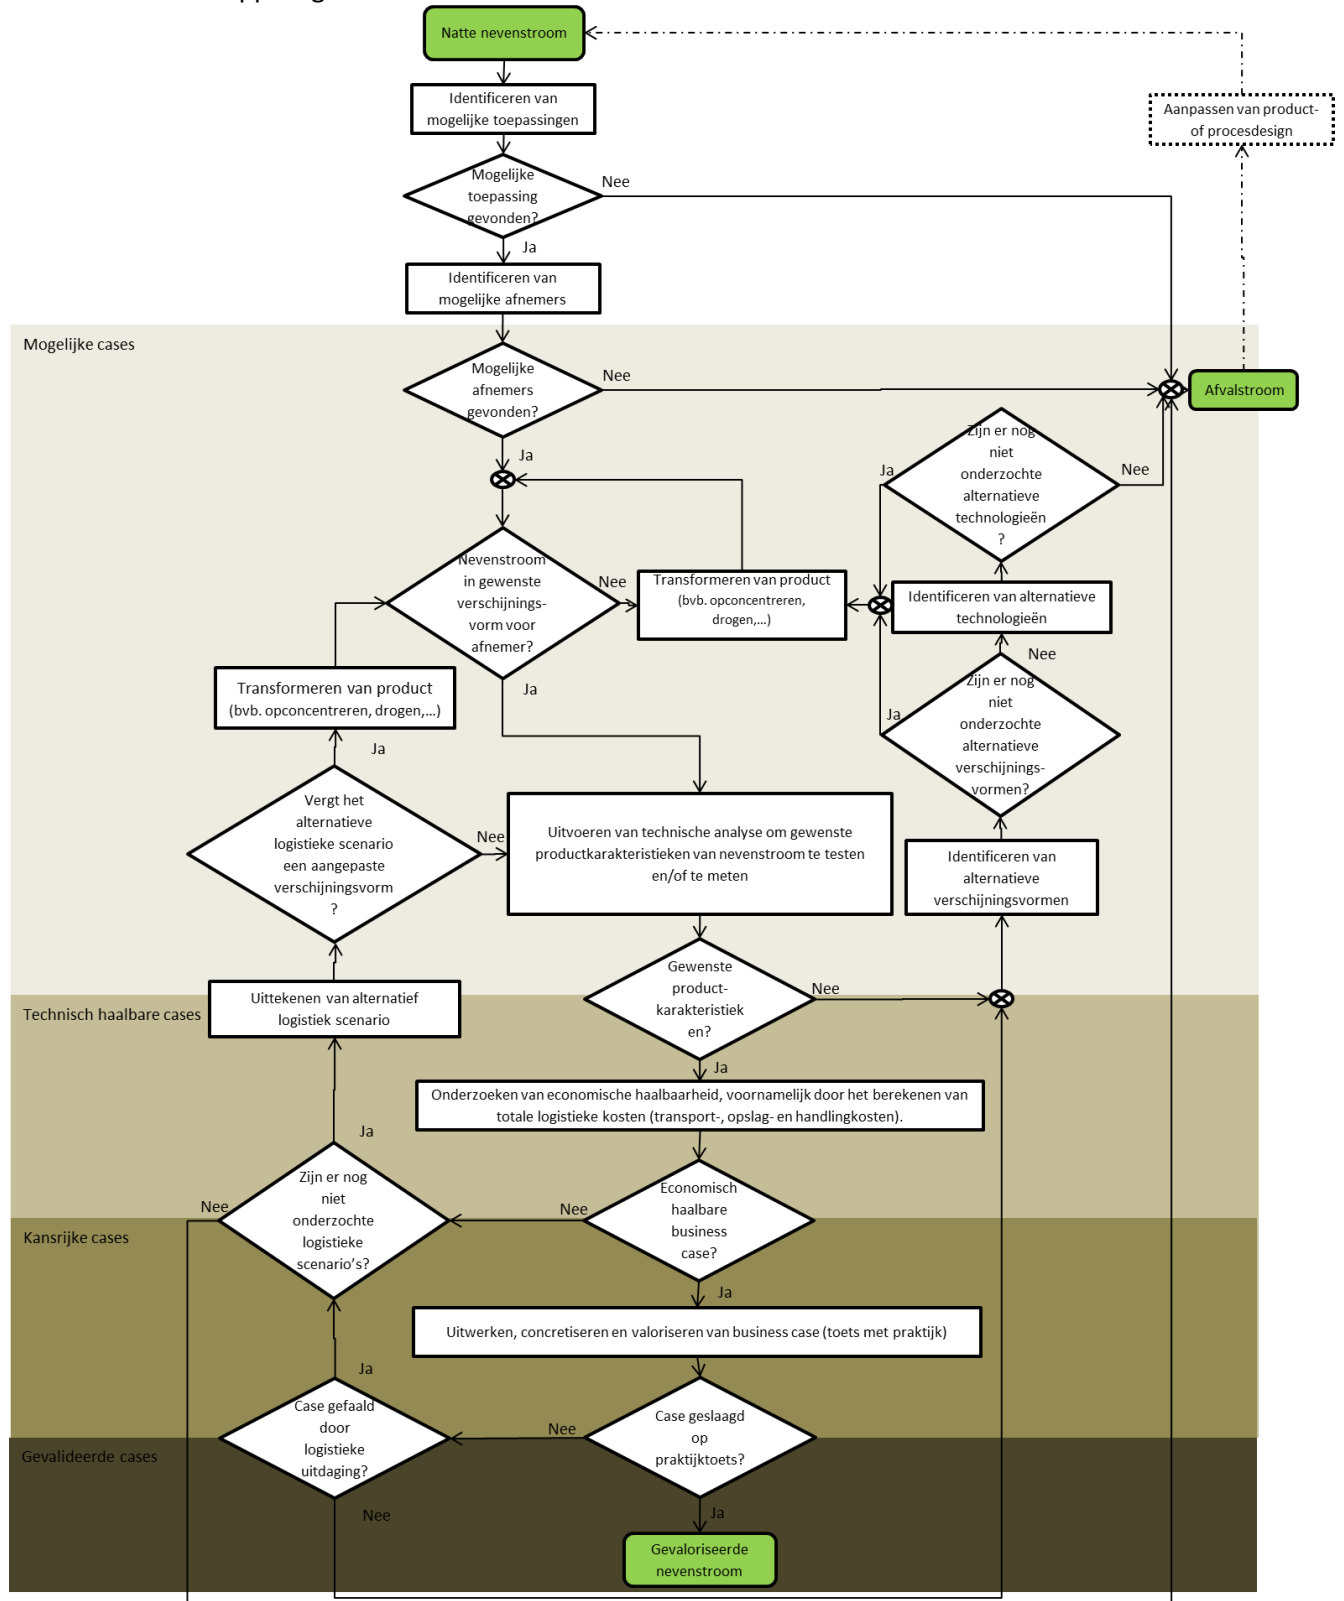 Natte nevenstroom
Identificeren van
mogelijke toepassingen
Aanpassen van product-
of procesdesign
Mogelijke
toepassing
gevonden?
Nee
Ja
Identificeren van
mogelijke afnemers
Mogelijke cases
Mogelijke
afnemers
gevonden?
Nee
Afvalstroom
Ja
Zijn er nog
niet
onderzochte
alternatieve
technologieën
?
Ja
Nee
Nevenstroom
in gewenste
verschijnings-
vorm voor
afnemer?
Nee
Transformeren van product
(bvb. opconcentreren,
drogen,...)
Identificeren van alternatieve
technologieën
Nee
Ja
Transformeren van product
(bvb. opconcentreren, drogen,...)
Zijn er nog
niet
onderzochte
alternatieve
verschijnings-
vormen?
Ja
Ja
Vergt het
alternatieve
logistieke scenario
een aangepaste
verschijningsvorm
?
Nee
Uitvoeren van technische analyse om gewenste
productkarakteristieken van nevenstroom te testen
en/of te meten
Identificeren van
alternatieve
verschijningsvormen
Gewenste
product-
karakteristiek
en?
Nee
Uittekenen van alternatief
logistiek scenario
Technisch haalbare cases
Ja
Onderzoeken van economische haalbaarheid, voornamelijk door het berekenen van
totale logistieke kosten (transport-, opslag- en handlingkosten).
Ja
Zijn er nog
niet
onderzochte
logistieke
scenario's?
Nee
Nee
Economisch
haalbare
business
case?
Kansrijke cases
Ja
Uitwerken, concretiseren en valoriseren van business case (toets met praktijk)
Ja
Case gefaald
door
logistieke
uitdaging?
Nee
Case geslaagd
op
praktijktoets?
Gevalideerde cases
Nee
Ja
Gevaloriseerde
nevenstroom